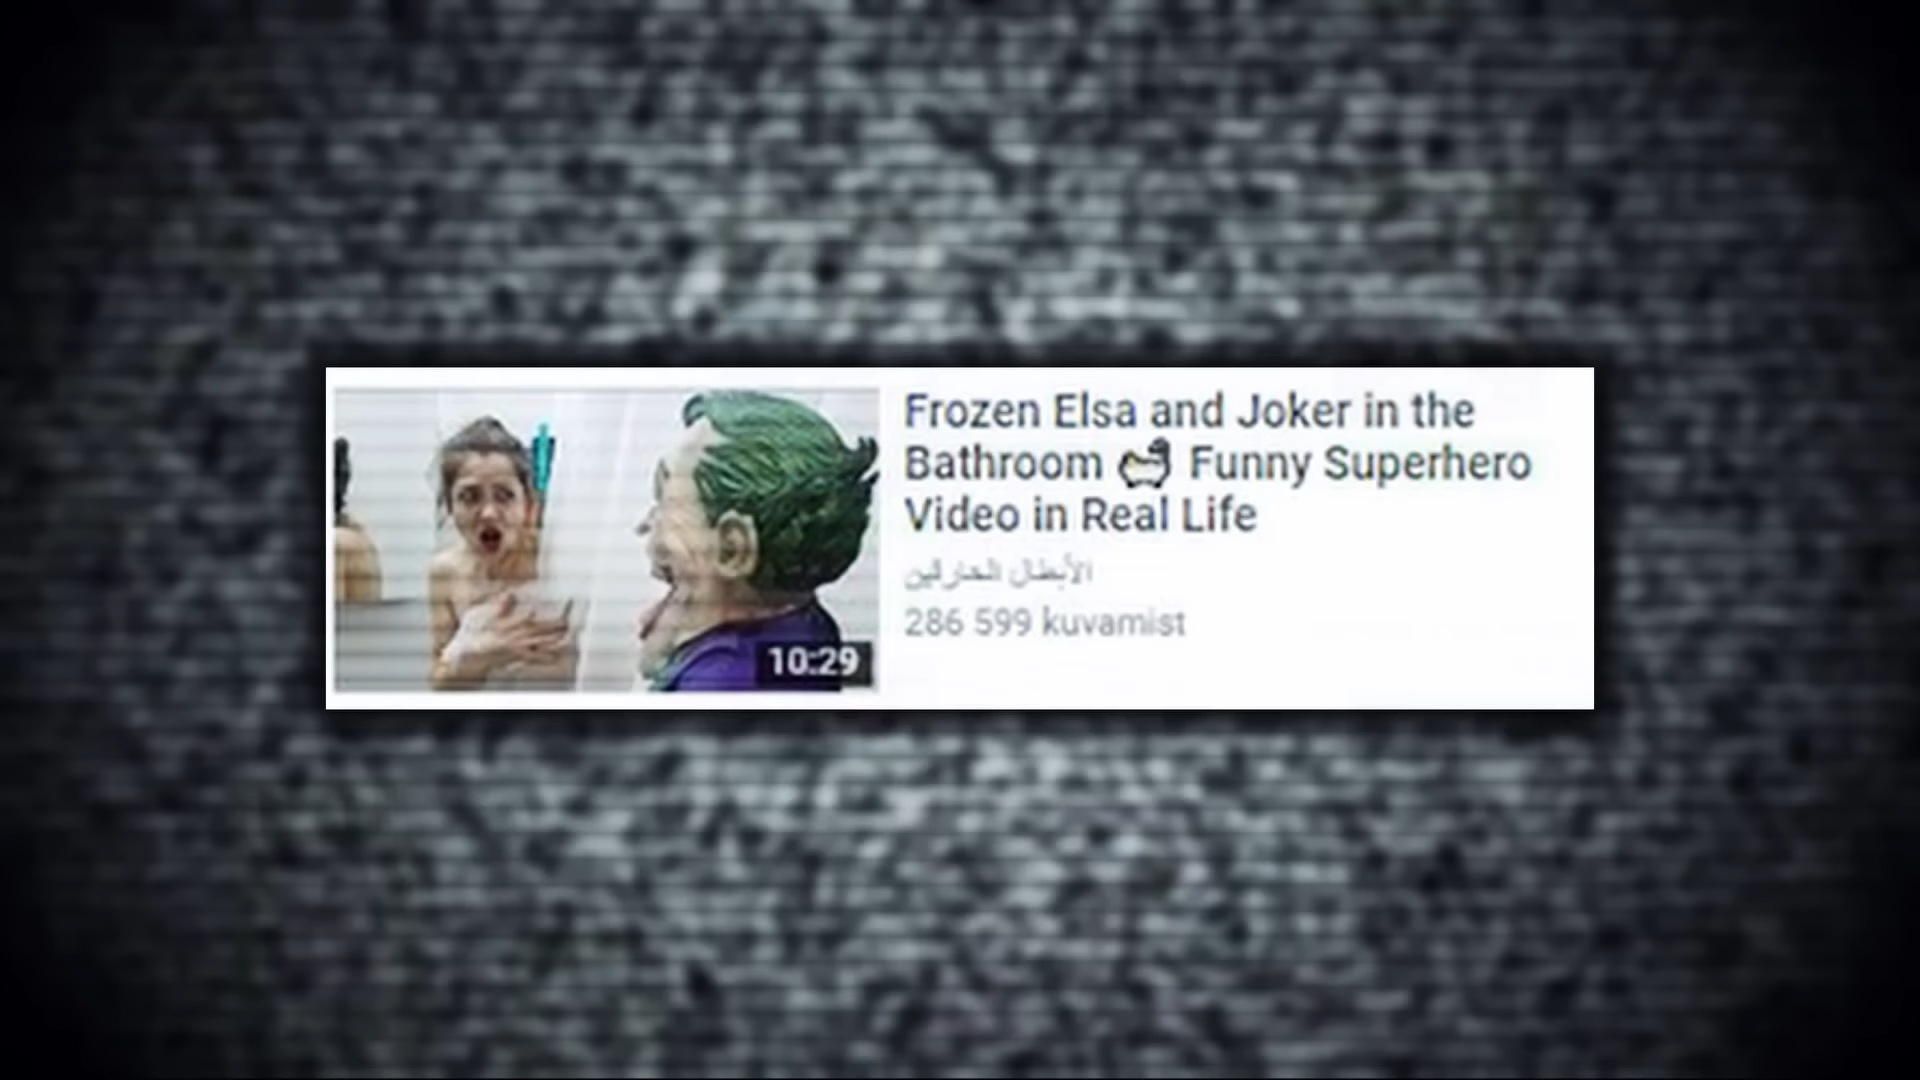 Frozen Elsa and Joker in the
Bathroom 🛁 Funny Superhero
Video in Real Life
الأبطال الخارقين
286 599 kuvamist
10:29